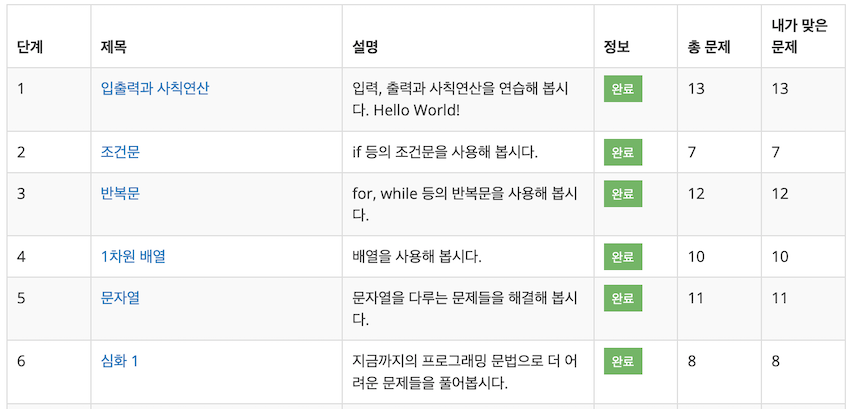 단계 제목 설명 정보 총 문제 내가 맞은
문제
1 입출력과 사칙연산 입력, 출력과 사칙연산을 연습해 봅시
다. Hello World! 완료 13 13
2 조건문 if 등의 조건문을 사용해 봅시다. 완료 7 7
3 반복문 for, while 등의 반복문을 사용해 봅시
다. 완료 12 12
4 1차원 배열 배열을 사용해 봅시다. 완료 10 10
5 문자열 문자열을 다루는 문제들을 해결해 봅시
다. 완료 11 11
6 심화 1 지금까지의 프로그래밍 문법으로 더 어
려운 문제들을 풀어봅시다. 완료 8 8